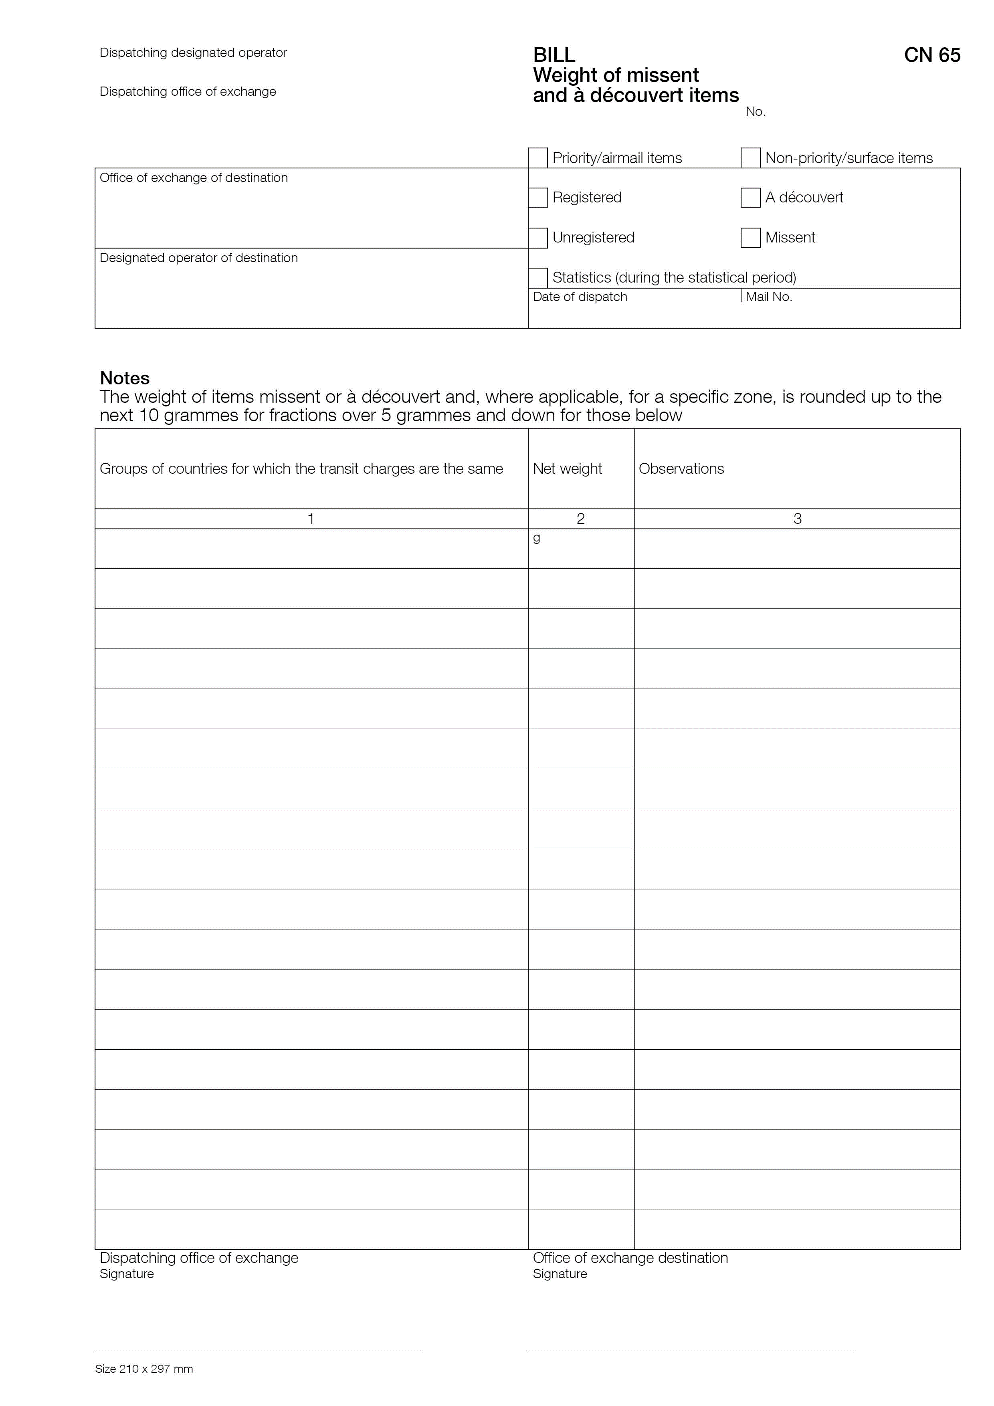 Dispatching designated operator
BILL
CN 65
Weight of missent
and à découvert items
Dispatching office of exchange
No.
Priority/airmail items
Non-priority/surface items
Office of exchange of destination
Registered
A découvert
Unregistered
Missent
Designated operator of destination
Statistics (during the statistical period)
Date of dispatch
Mail No.
Notes
The weight of items missent or à découvert and, where applicable, for a specific zone, is rounded up to the
next 10 grammes for fractions over 5 grammes and down for those below
Groups of countries for which the transit charges are the same
Net weight
Observations
1
2
3
g
Dispatching office of exchange
Signature
Office of exchange destination
Signature
Size 210 x 297 mm